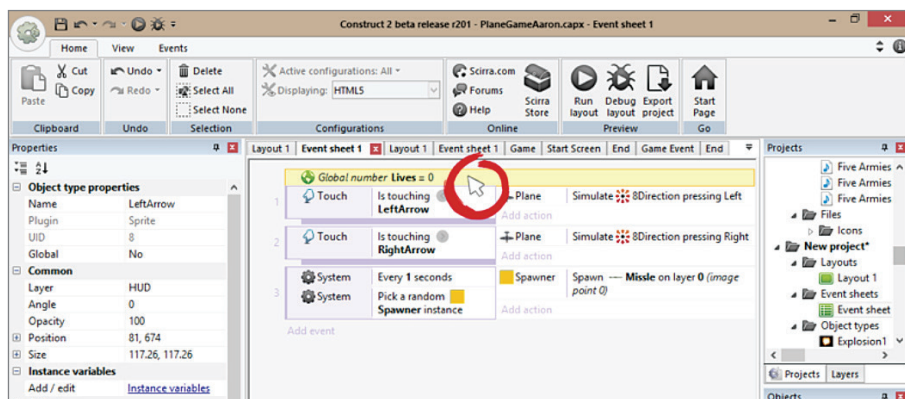 Construct 2 beta release r201 - PlaneGameAaron.capx - Event sheet 1
Home View Events
Paste
Cut
Copy
Clipboard
Undo
Redo
Undo
Delete
Select All
Select None
Selection
Active configurations: All
Displaying: HTML5
Configurations
Scirra.com
Forums
Help
Scirra Store
Online
Run layout
Debug layout
Export project
Preview
Start Page
Go
Properties
Object type properties
Name LeftArrow
Plugin Sprite
UID 8
Global No
Common
Layer HUD
Angle 0
Opacity 100
Position 81, 674
Size 117.26, 117.26
Instance variables
Add / edit Instance variables
Layout 1 Event sheet 1 Layout 1 Event sheet 1 Game Start Screen End Game Event End
Global number Lives = 0
1 Touch Is touching LeftArrow Plane Simulate 8Direction pressing Left
Add action
2 Touch Is touching RightArrow Plane Simulate 8Direction pressing Right
Add action
3 System Every 1 seconds Spawner Spawn Missle on layer 0 (image point 0)
System Pick a random Spawner instance Add action
Add event
Projects
Five Armies
Five Armies
Five Armies
Files
Icons
New project*
Layouts
Layout 1
Event sheets
Event sheet
Object types
Explosion1
Projects Layers
Objects